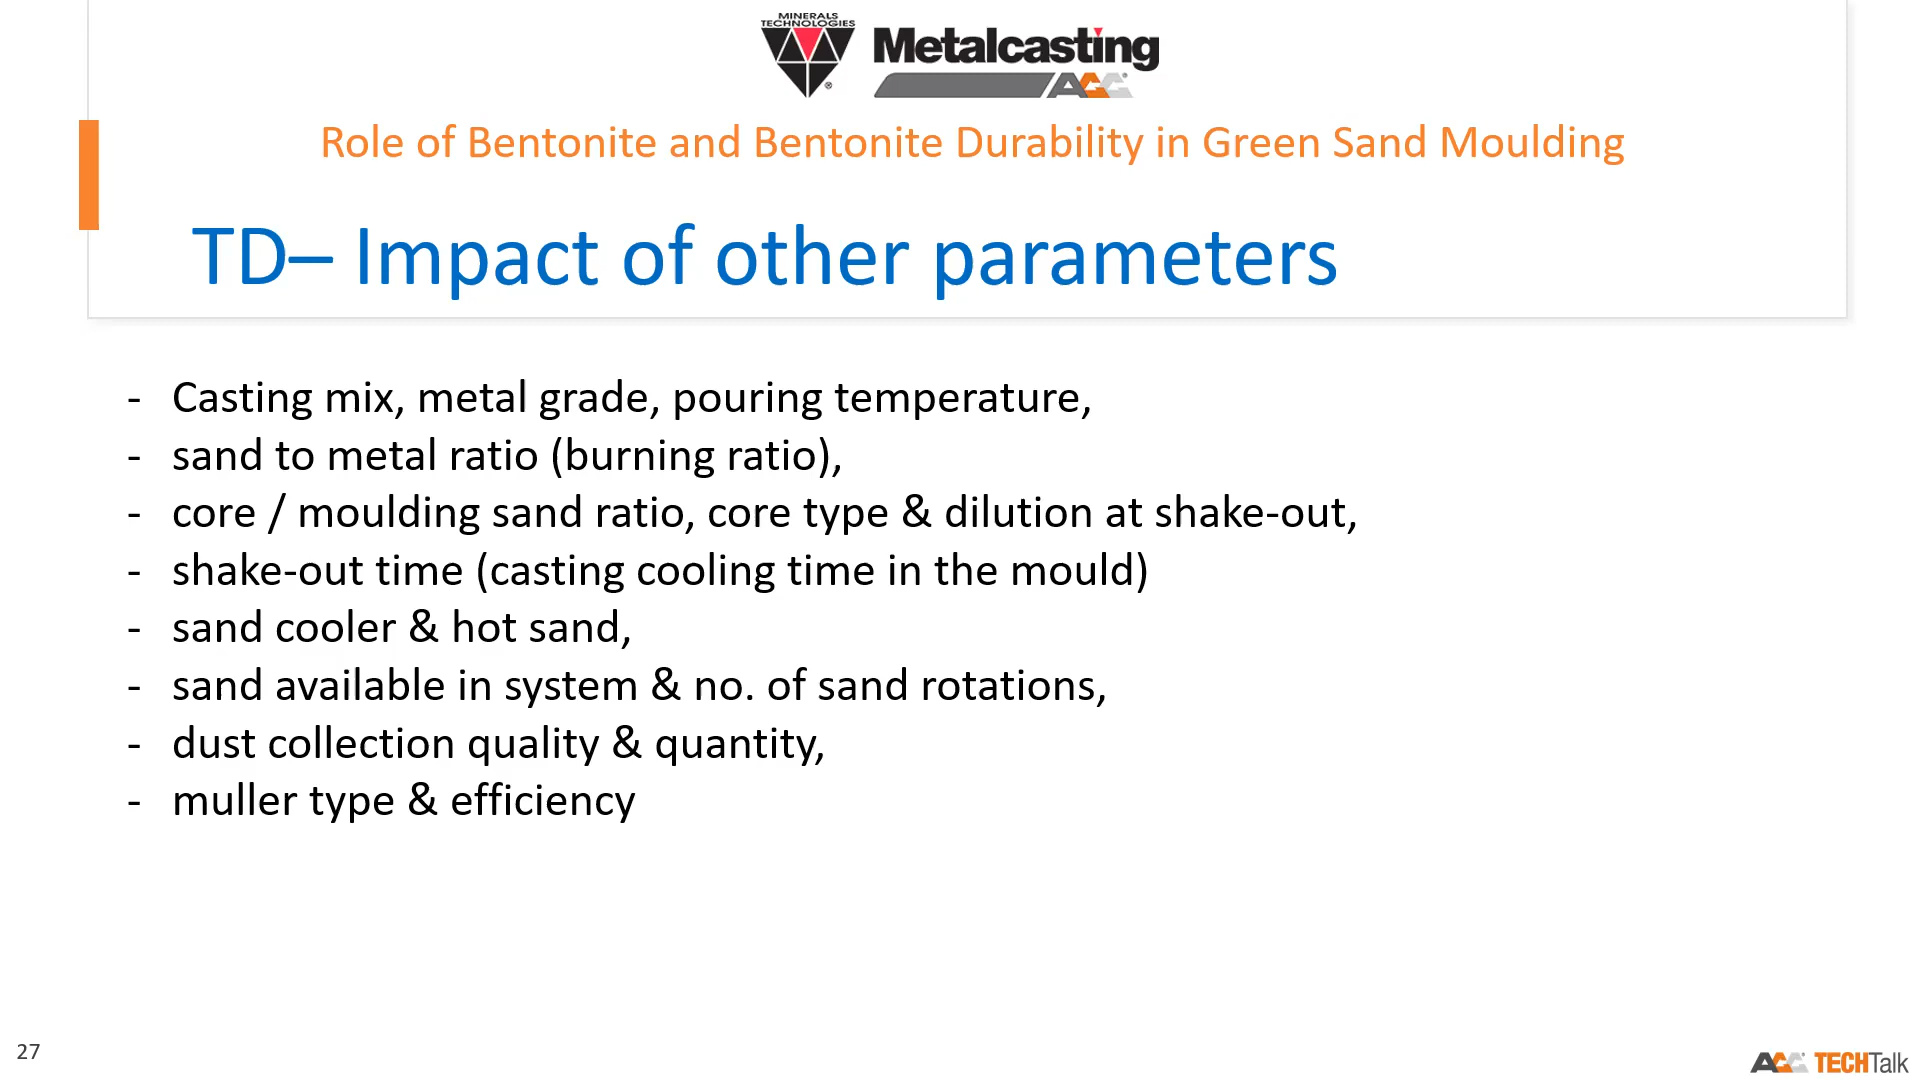 MINERALS
TECHNOLOGIES
Metalcasting
ACC
Role of Bentonite and Bentonite Durability in Green Sand Moulding
TD– Impact of other parameters
- Casting mix, metal grade, pouring temperature,
- sand to metal ratio (burning ratio),
- core / moulding sand ratio, core type & dilution at shake-out,
- shake-out time (casting cooling time in the mould)
- sand cooler & hot sand,
- sand available in system & no. of sand rotations,
- dust collection quality & quantity,
- muller type & efficiency
27
ACC TECHTalk